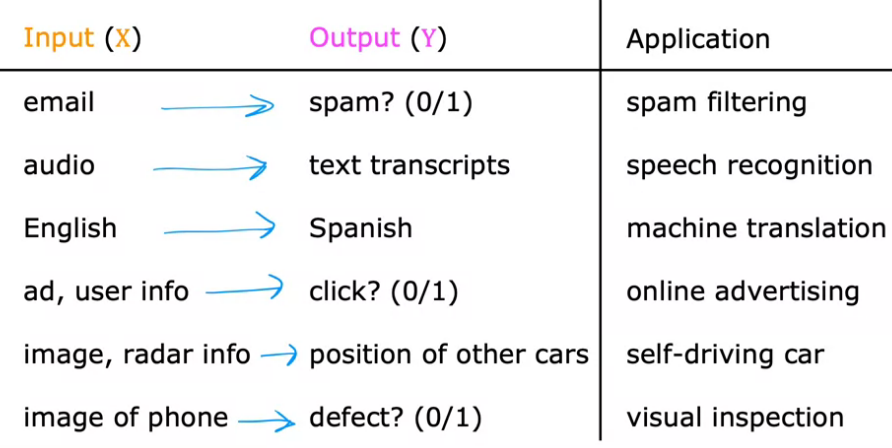 Input (X) Output (Y) Application
email spam? (0/1) spam filtering
audio text transcripts speech recognition
English Spanish machine translation
ad, user info click? (0/1) online advertising
image, radar info position of other cars self-driving car
image of phone defect? (0/1) visual inspection